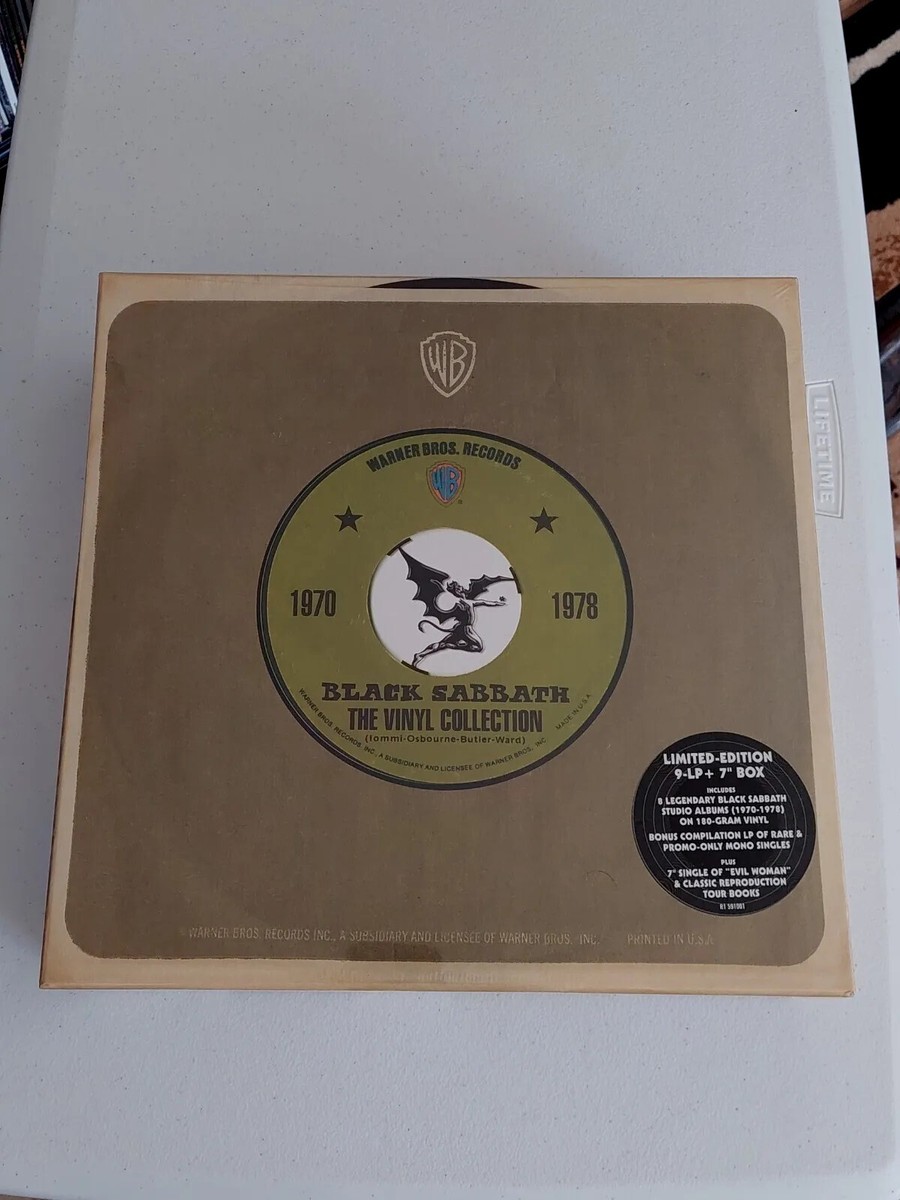 WB
WARNER BROS. RECORDS
WB
1970
1978
BLACK SABBATH
THE VINYL COLLECTION
(Iommi-Osbourne-Butler-Ward)
WARNER BROS. RECORDS, INC., A SUBSIDIARY AND LICENSEE OF WARNER BROS., INC. MADE IN U.S.A.
LIMITED-EDITION
9-LP + 7" BOX
INCLUDES
8 LEGENDARY BLACK SABBATH
STUDIO ALBUMS (1970-1978)
ON 180-GRAM VINYL
BONUS COMPILATION LP OF RARE &
PROMO-ONLY MONO SINGLES
PLUS
7" SINGLE OF "EVIL WOMAN"
& CLASSIC REPRODUCTION
TOUR BOOKS
WARNER BROS. RECORDS INC., A SUBSIDIARY AND LICENSEE OF WARNER BROS. INC. PRINTED IN U.S.A.
LIFETIME